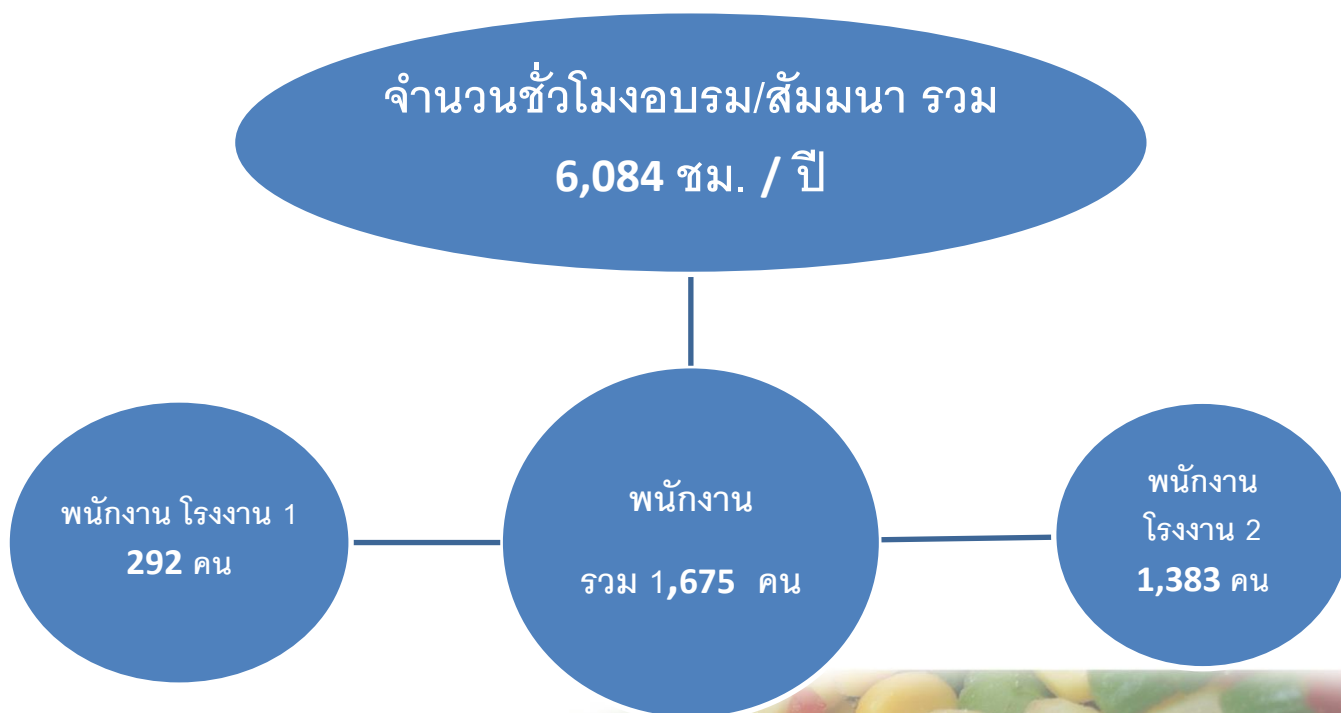 จำนวนชั่วโมงอบรม/สัมมนา รวม
6,084 ชม. / ปี
พนักงาน โรงงาน 1
292 คน
พนักงาน
รวม 1,675 คน
พนักงาน
โรงงาน 2
1,383 คน